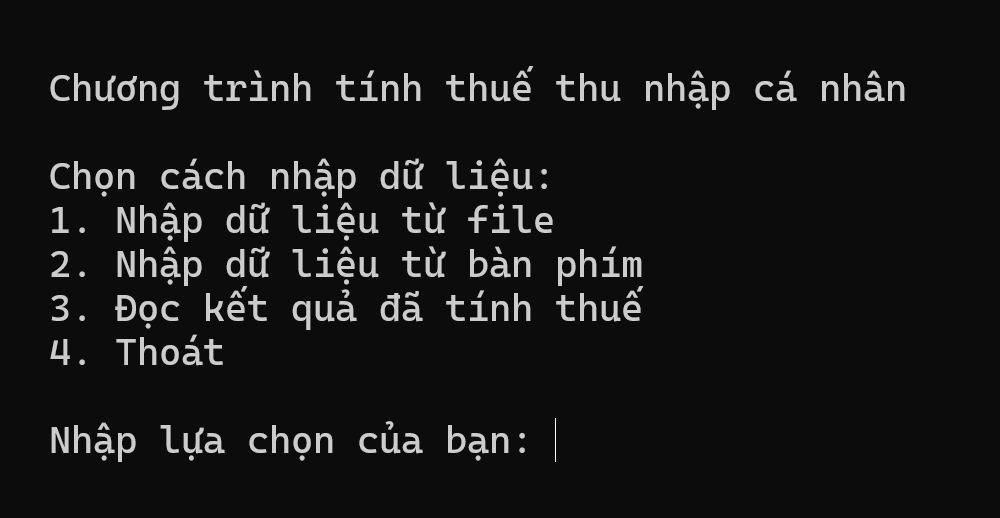 Chương trình tính thuế thu nhập cá nhân
Chọn cách nhập dữ liệu:
1. Nhập dữ liệu từ file
2. Nhập dữ liệu từ bàn phím
3. Đọc kết quả đã tính thuế
4. Thoát
Nhập lựa chọn của bạn: